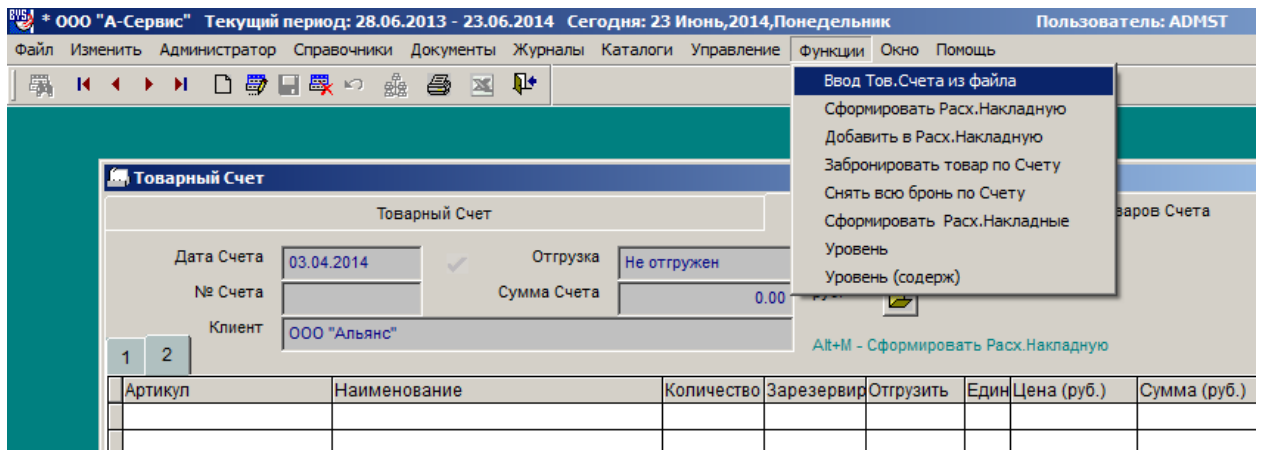 BYS * ООО "А-Сервис" Текущий период: 28.06.2013 - 23.06.2014 Сегодня: 23 Июнь,2014,Понедельник Пользователь: ADMST
Файл Изменить Администратор Справочники Документы Журналы Каталоги Управление Функции Окно Помощь
Ввод Тов.Счета из файла
Сформировать Расх.Накладную
Добавить в Расх.Накладную
Забронировать товар по Счету
Снять всю бронь по Счету
Сформировать Расх.Накладные
Уровень
Уровень (содерж)
Товарный Счет
Товарный Счет
варов Счета
Дата Счета 03.04.2014 Отгрузка Не отгружен
№ Счета Сумма Счета 0.00
Клиент ООО "Альянс"
1 2
Alt+M - Сформировать Расх.Накладную
Артикул Наименование Количество Зарезервир Отгрузить Един Цена (руб.) Сумма (руб.)